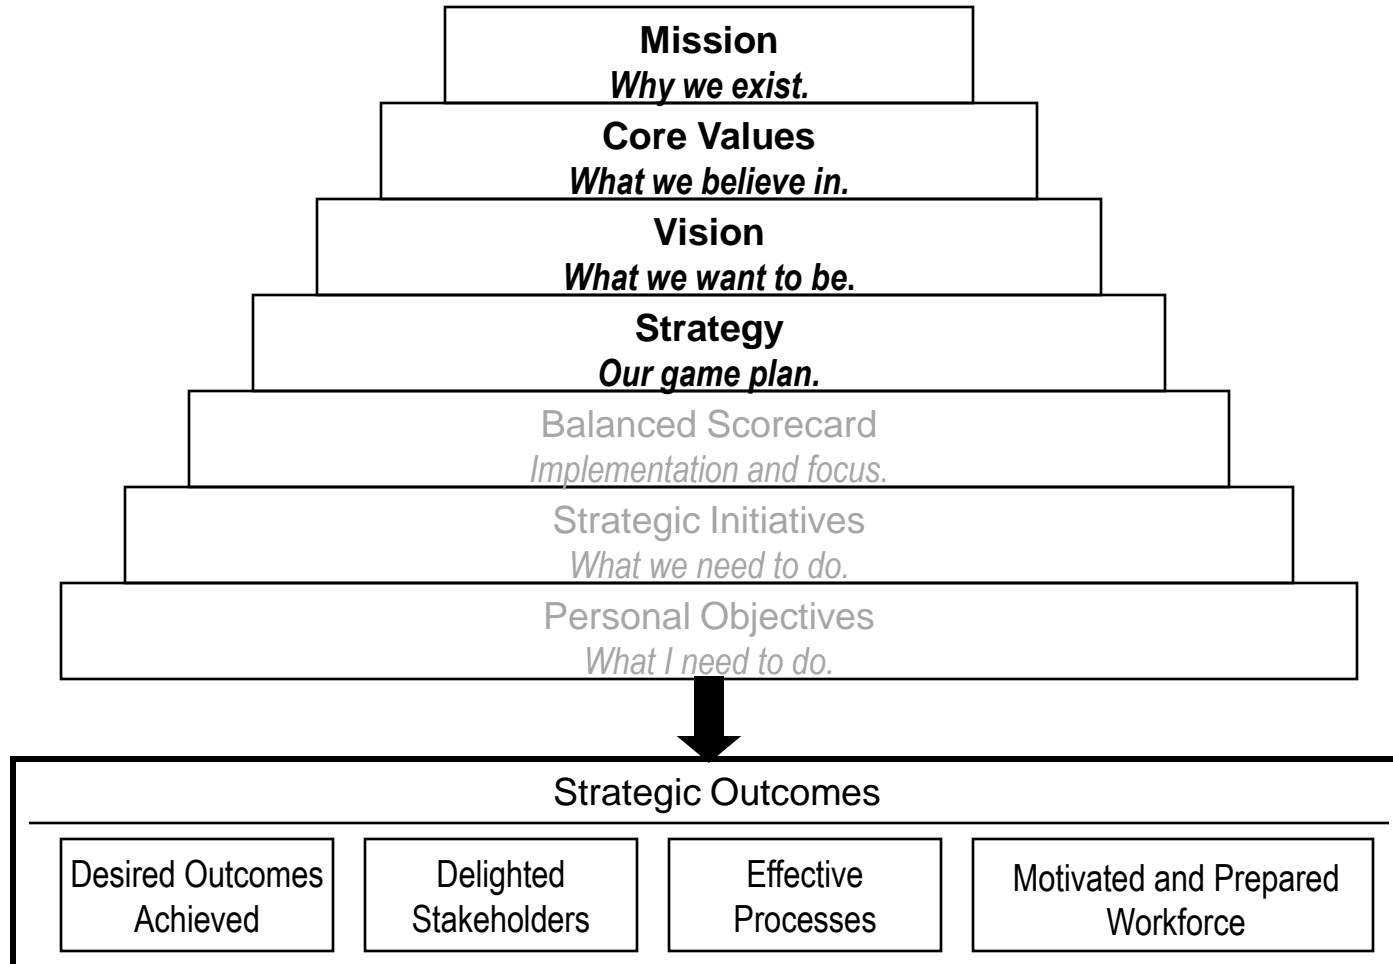 Mission
Why we exist.
Core Values
What we believe in.
Vision
What we want to be.
Strategy
Our game plan.
Balanced Scorecard
Implementation and focus.
Strategic Initiatives
What we need to do.
Personal Objectives
What I need to do.
Strategic Outcomes
Desired Outcomes
Achieved
Delighted
Stakeholders
Effective
Processes
Motivated and Prepared
Workforce